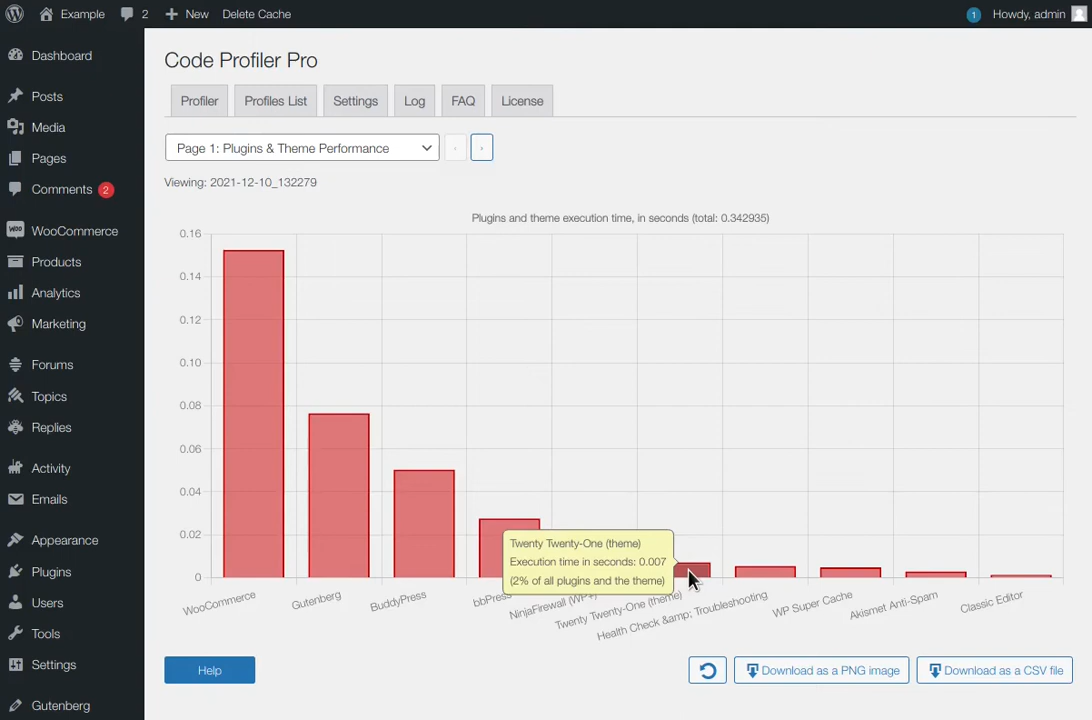 Example
2
New
Delete Cache
1
Howdy, admin
Dashboard
Posts
Media
Pages
Comments 2
WooCommerce
Products
Analytics
Marketing
Forums
Topics
Replies
Activity
Emails
Appearance
Plugins
Users
Tools
Settings
Gutenberg
Code Profiler Pro
Profiler
Profiles List
Settings
Log
FAQ
License
Page 1: Plugins & Theme Performance
‹
›
Viewing: 2021-12-10_132279
Plugins and theme execution time, in seconds (total: 0.342935)
0.16
0.14
0.12
0.10
0.08
0.06
0.04
0.02
0
Twenty Twenty-One (theme)
Execution time in seconds: 0.007
(2% of all plugins and the theme)
WooCommerce
Gutenberg
BuddyPress
bbPress
NinjaFirewall (WP+)
Twenty Twenty-One (theme)
Health Check &amp; Troubleshooting
WP Super Cache
Akismet Anti-Spam
Classic Editor
Help
Download as a PNG image
Download as a CSV file